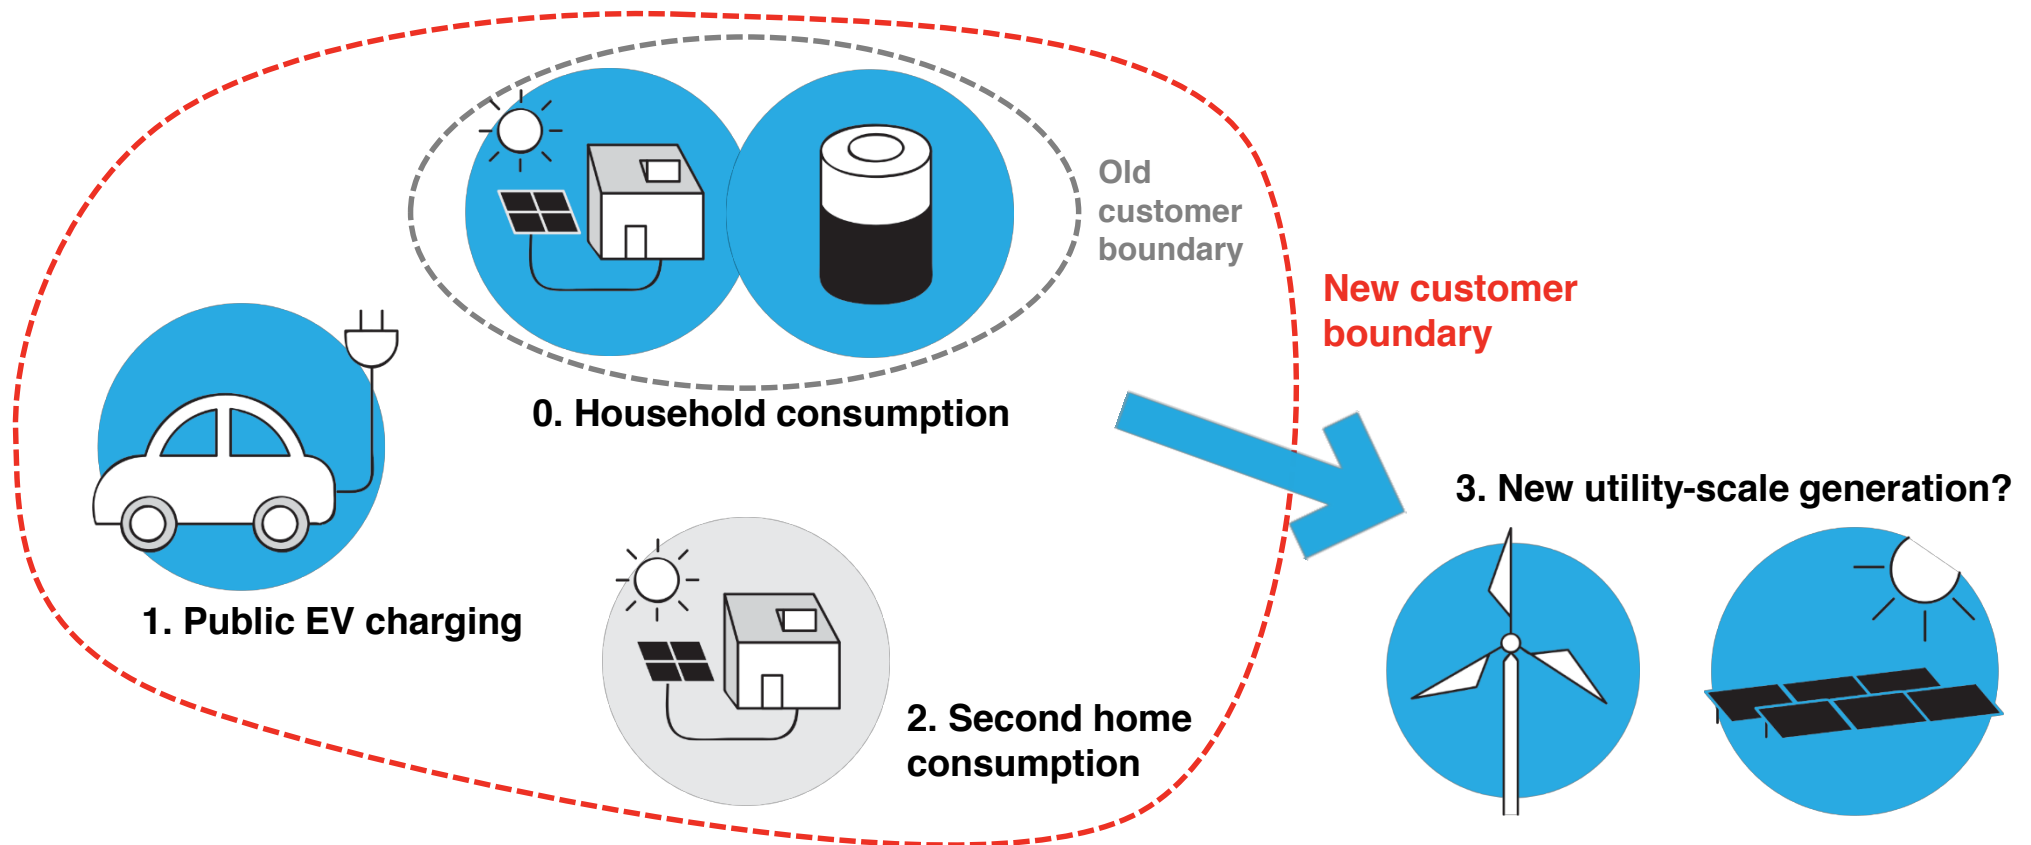 Old
customer
boundary
New customer
boundary
0. Household consumption
3. New utility-scale generation?
1. Public EV charging
2. Second home
consumption